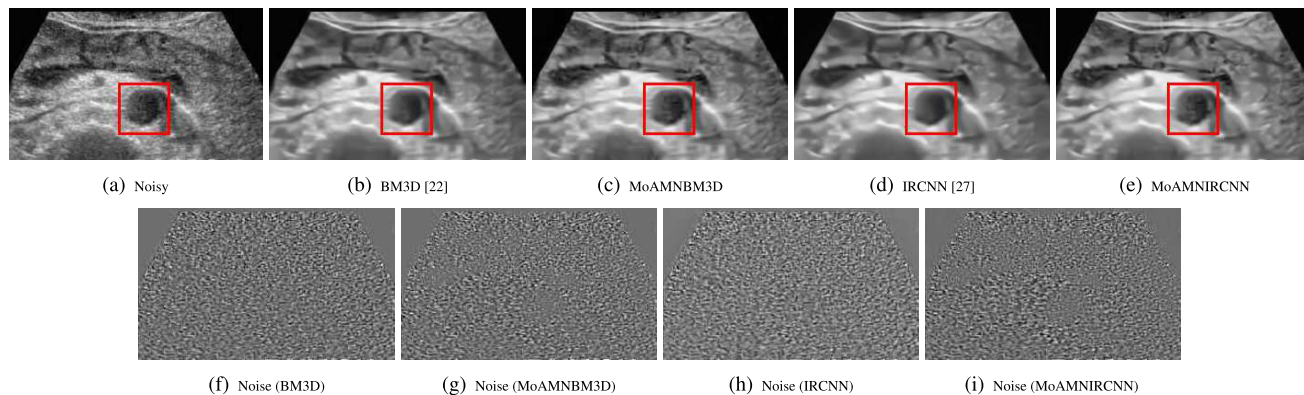 (a) Noisy
(b) BM3D [22]
(c) MoAMNBM3D
(d) IRCNN [27]
(e) MoAMNIRCNN
(f) Noise (BM3D)
(g) Noise (MoAMNBM3D)
(h) Noise (IRCNN)
(i) Noise (MoAMNIRCNN)